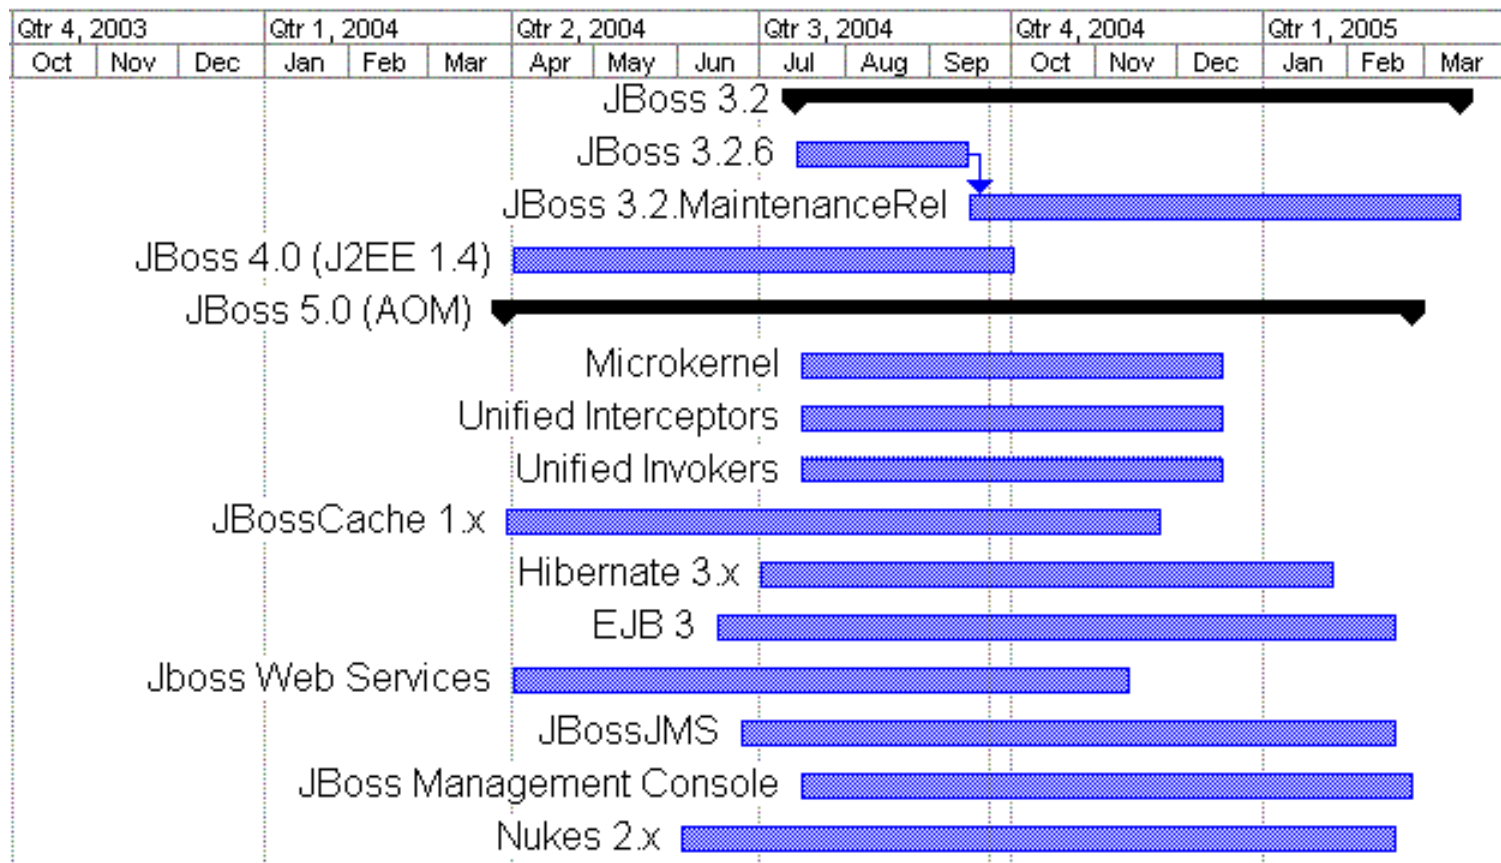 Qtr 4, 2003 Qtr 1, 2004 Qtr 2, 2004 Qtr 3, 2004 Qtr 4, 2004 Qtr 1, 2005
Oct Nov Dec Jan Feb Mar Apr May Jun Jul Aug Sep Oct Nov Dec Jan Feb Mar
JBoss 3.2
JBoss 3.2.6
JBoss 3.2.MaintenanceRel
JBoss 4.0 (J2EE 1.4)
JBoss 5.0 (AOM)
Microkernel
Unified Interceptors
Unified Invokers
JBossCache 1.x
Hibernate 3.x
EJB 3
Jboss Web Services
JBossJMS
JBoss Management Console
Nukes 2.x